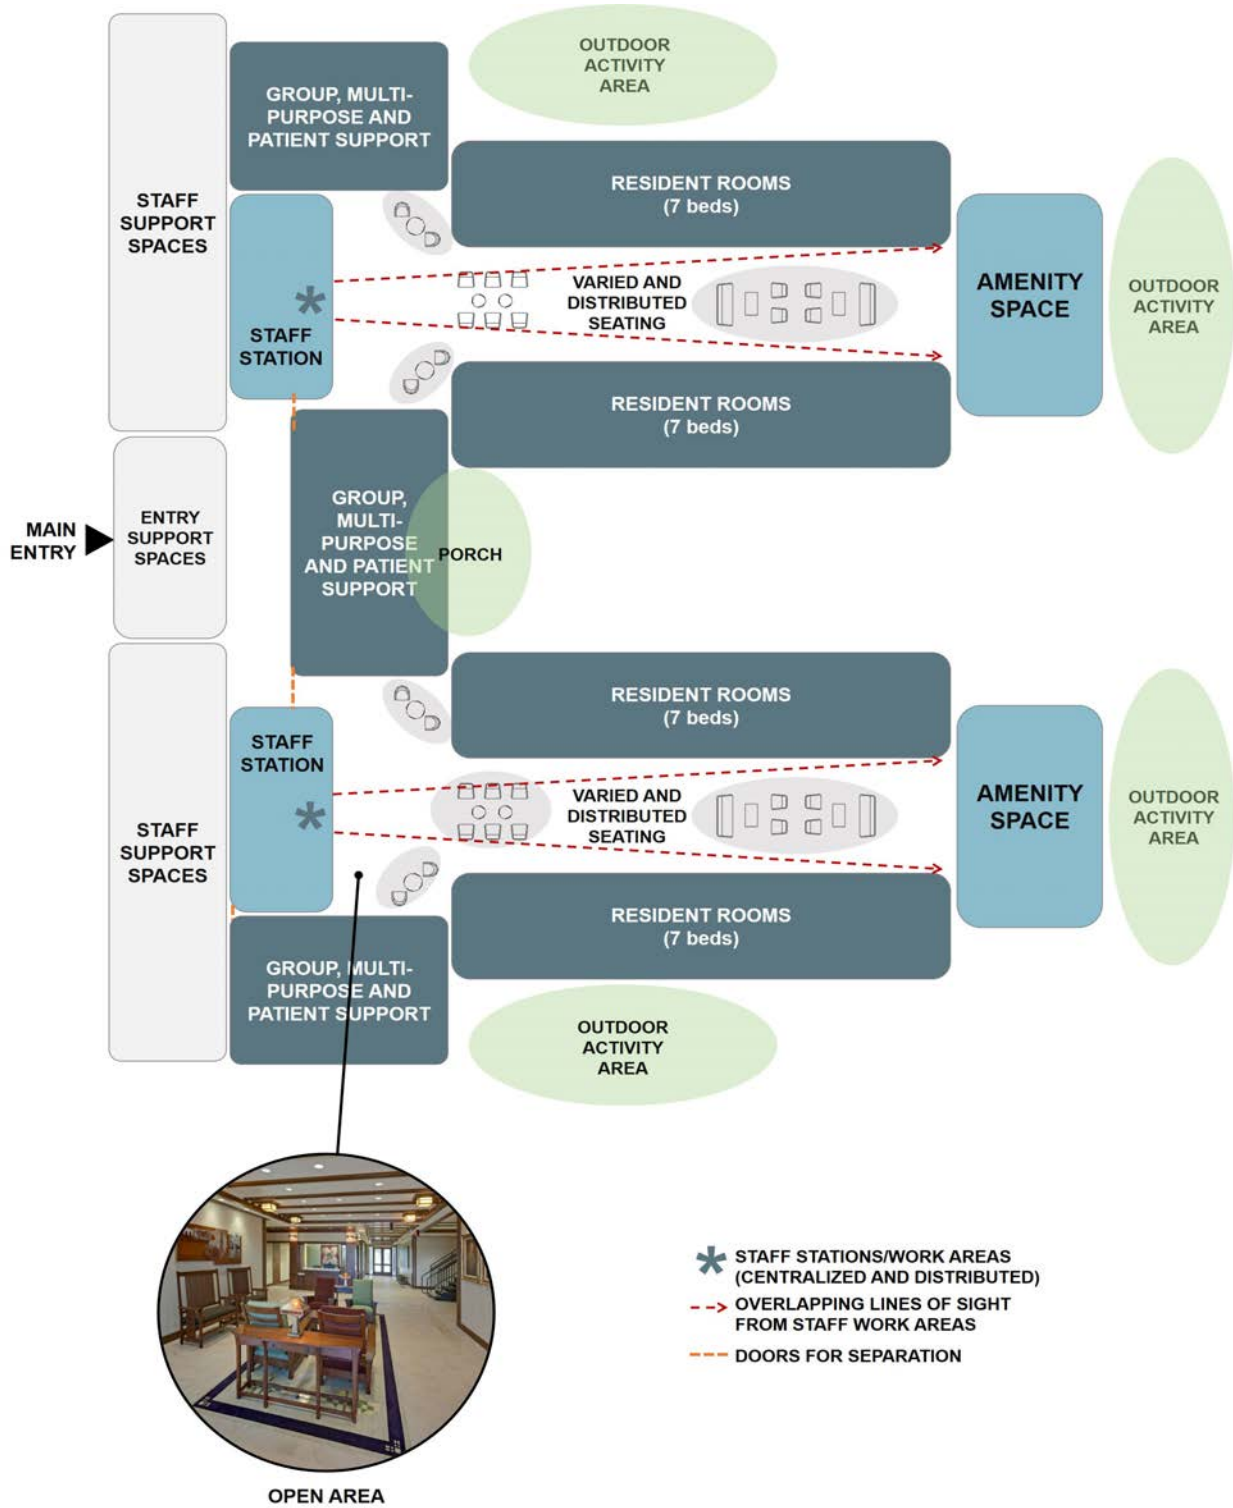 OUTDOOR
ACTIVITY
AREA
GROUP, MULTI-
PURPOSE AND
PATIENT SUPPORT
STAFF
SUPPORT
SPACES
RESIDENT ROOMS
(7 beds)
STAFF
STATION
VARIED AND
DISTRIBUTED
SEATING
AMENITY
SPACE
OUTDOOR
ACTIVITY
AREA
RESIDENT ROOMS
(7 beds)
MAIN
ENTRY
ENTRY
SUPPORT
SPACES
GROUP,
MULTI-
PURPOSE
AND PATIENT
SUPPORT
PORCH
RESIDENT ROOMS
(7 beds)
STAFF
STATION
STAFF
SUPPORT
SPACES
VARIED AND
DISTRIBUTED
SEATING
AMENITY
SPACE
OUTDOOR
ACTIVITY
AREA
RESIDENT ROOMS
(7 beds)
GROUP, MULTI-
PURPOSE AND
PATIENT SUPPORT
OUTDOOR
ACTIVITY
AREA
OPEN AREA
STAFF STATIONS/WORK AREAS
(CENTRALIZED AND DISTRIBUTED)
OVERLAPPING LINES OF SIGHT
FROM STAFF WORK AREAS
DOORS FOR SEPARATION